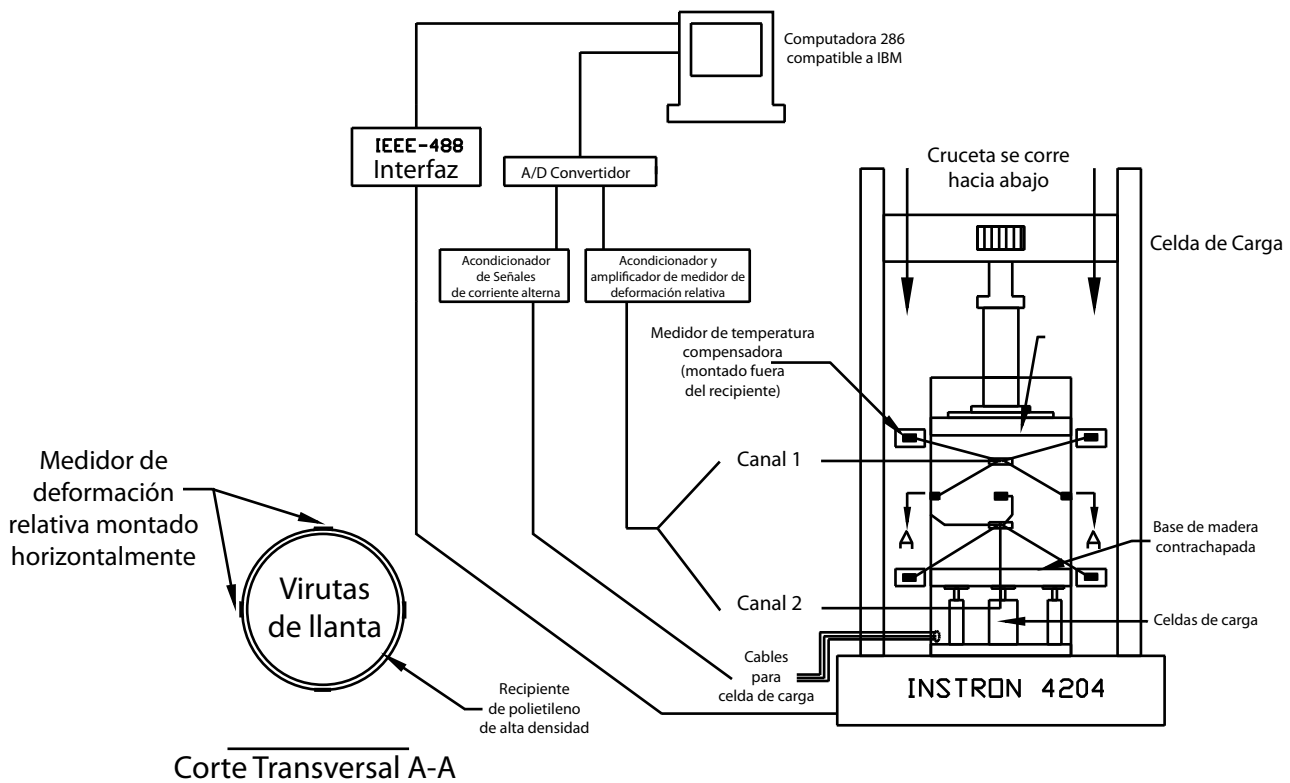 Computadora 286
compatible a IBM
IEEE-488
Interfaz
A/D Convertidor
Cruceta se corre
hacia abajo
Celda de Carga
Acondicionador
de Señales
de corriente alterna
Acondicionador y
amplificador de medidor de
deformación relativa
Medidor de temperatura
compensadora
(montado fuera
del recipiente)
Medidor de
deformación
relativa montado
horizontalmente
Canal 1
A
A
Base de madera
contrachapada
Virutas
de llanta
Canal 2
Celdas de carga
Cables
para
celda de carga
INSTRON 4204
Recipiente
de polietileno
de alta densidad
Corte Transversal A-A